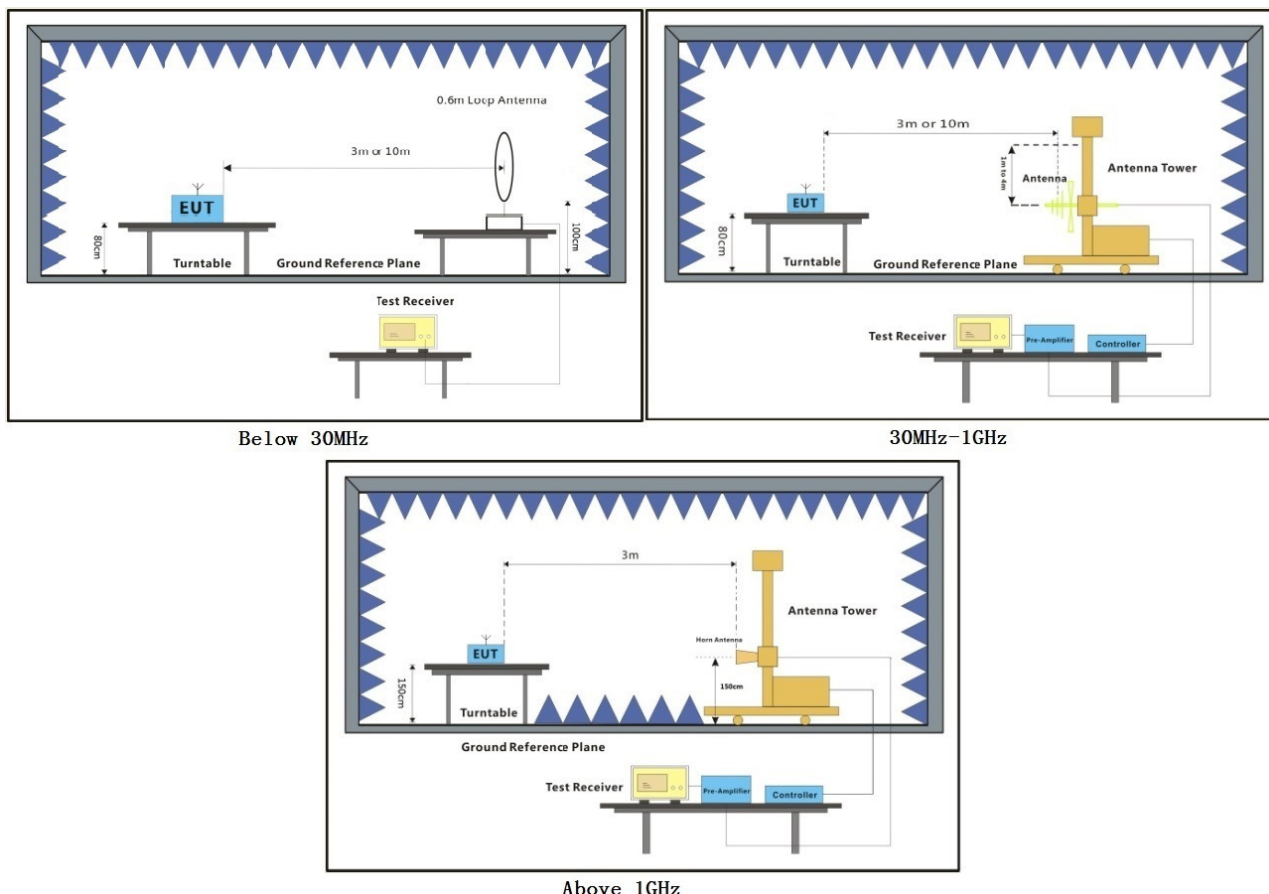 0.6m Loop Antenna
3m or 10m
EUT
80cm
100cm
Turntable
Ground Reference Plane
Test Receiver
Below 30MHz
3m or 10m
1m to 4m
Antenna
Antenna Tower
EUT
80cm
Turntable
Ground Reference Plane
Test Receiver
Pre-Amplifier
Controller
30MHz-1GHz
3m
Antenna Tower
Horn Antenna
EUT
150cm
150cm
Turntable
Ground Reference Plane
Test Receiver
Pre-Amplifier
Controller
Above 1GHz